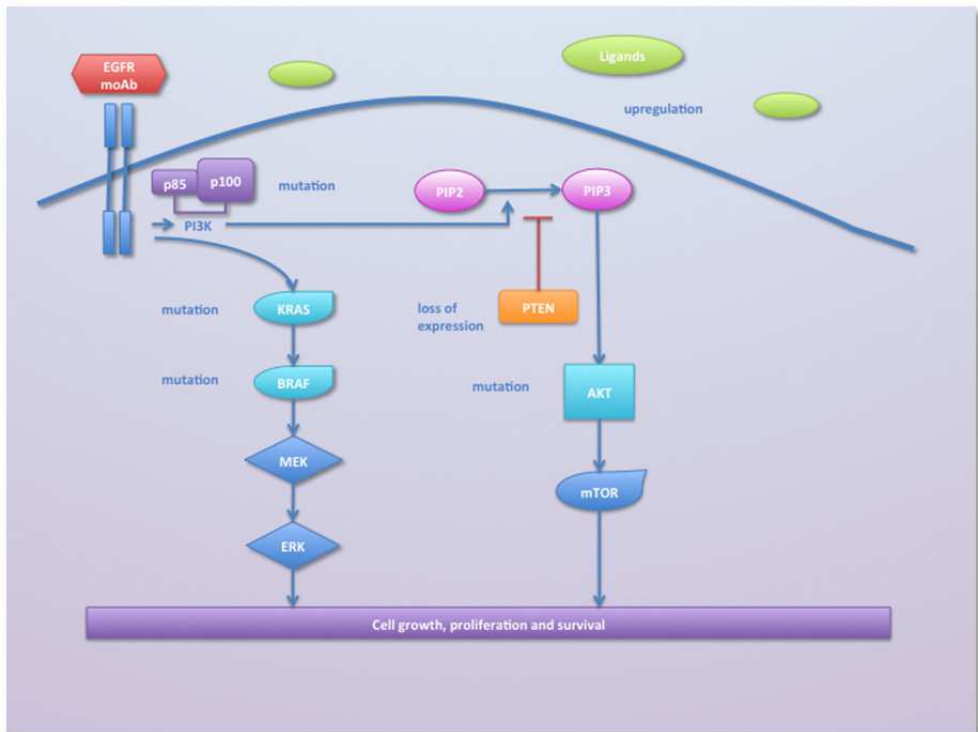 EGFR
moAb
Ligands
upregulation
p85
p100
mutation
PIP2
PIP3
PI3K
mutation
KRAS
loss of
expression
PTEN
mutation
BRAF
mutation
AKT
MEK
mTOR
ERK
Cell growth, proliferation and survival